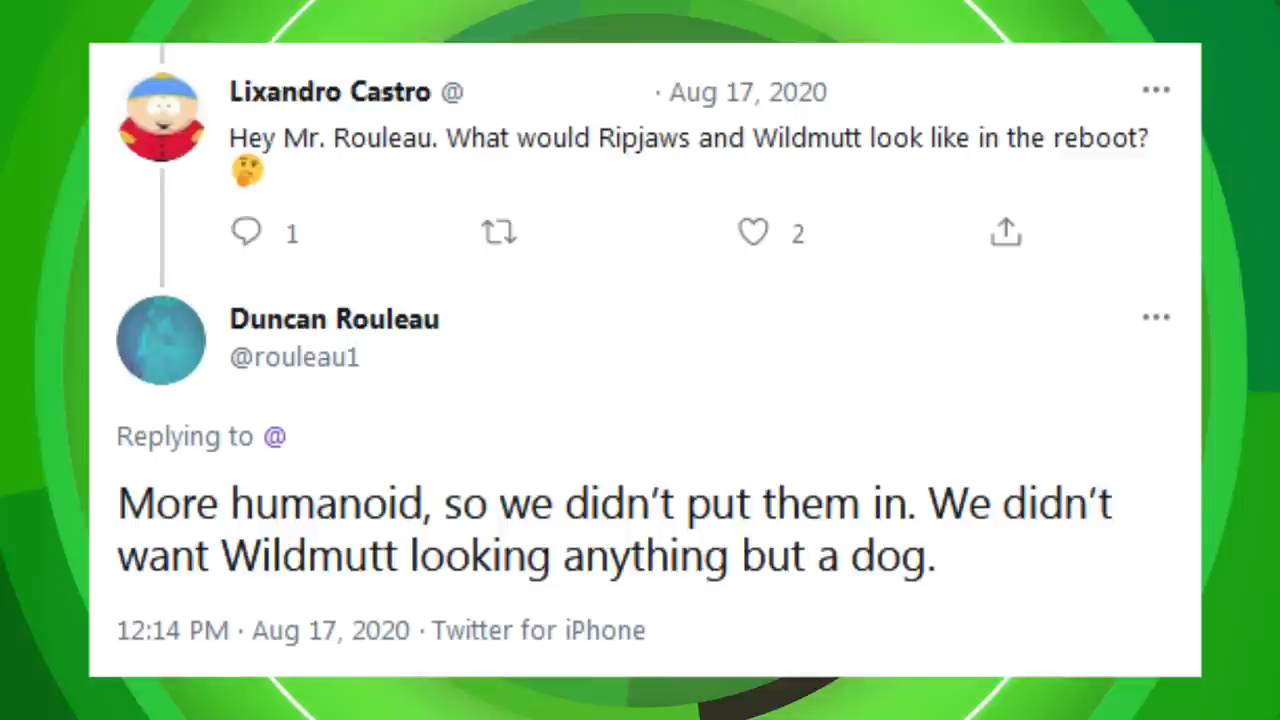 Lixandro Castro @ · Aug 17, 2020
Hey Mr. Rouleau. What would Ripjaws and Wildmutt look like in the reboot?
🤔
1 2
Duncan Rouleau
@rouleau1
Replying to @
More humanoid, so we didn’t put them in. We didn’t
want Wildmutt looking anything but a dog.
12:14 PM · Aug 17, 2020 · Twitter for iPhone